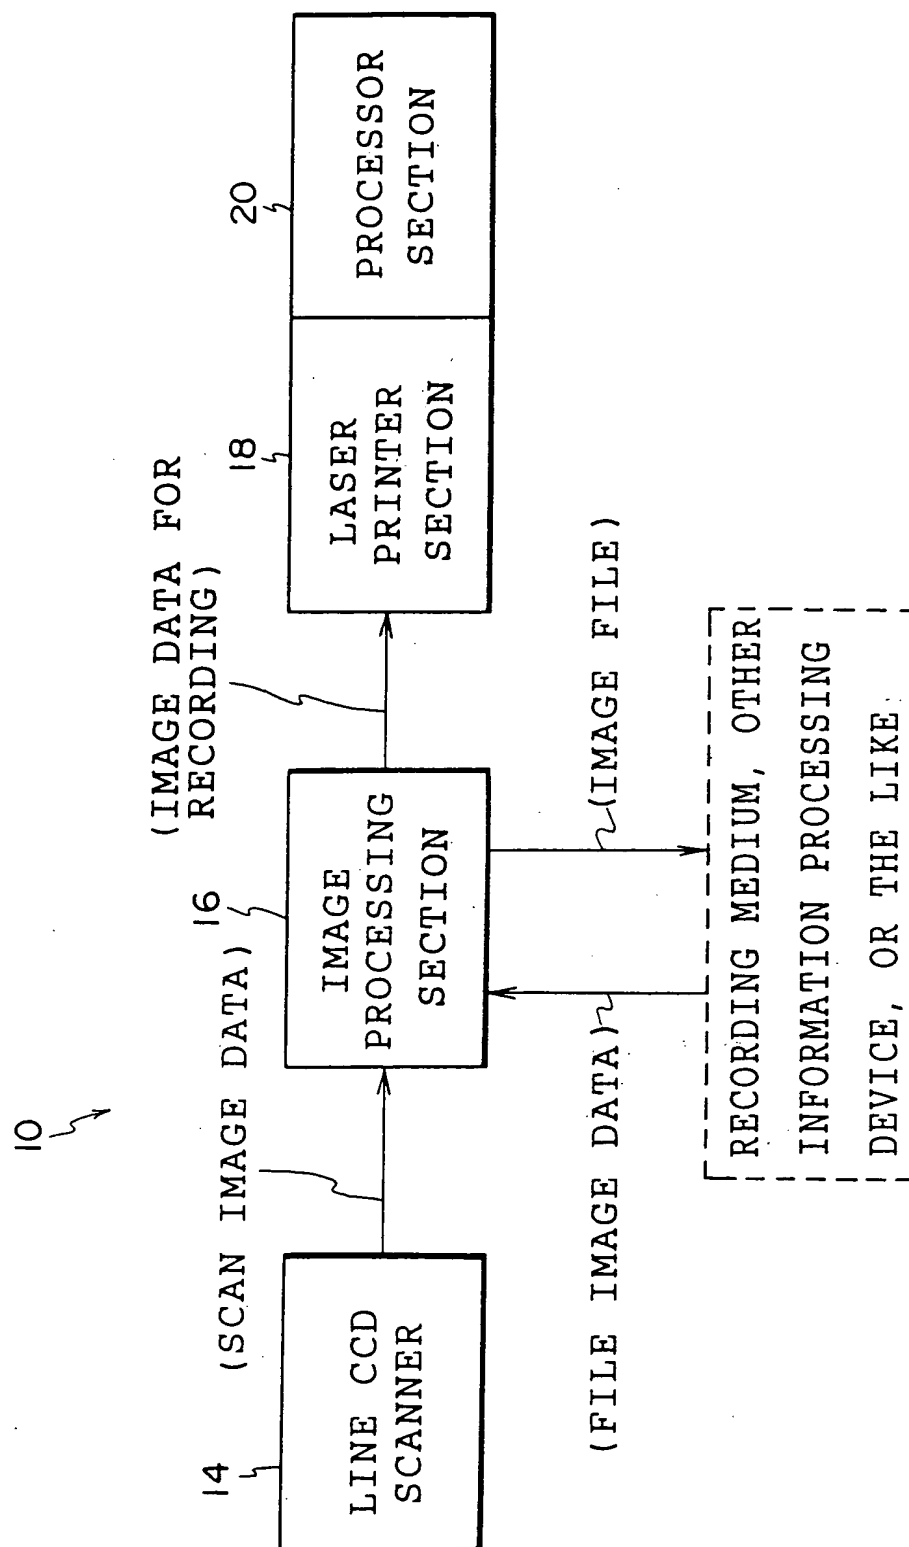 10
14
LINE CCD
SCANNER
(SCAN IMAGE DATA)
16
IMAGE
PROCESSING
SECTION
(IMAGE DATA FOR
RECORDING)
18
LASER
PRINTER
SECTION
20
PROCESSOR
SECTION
(FILE IMAGE DATA)
(IMAGE FILE)
RECORDING MEDIUM, OTHER
INFORMATION PROCESSING
DEVICE, OR THE LIKE